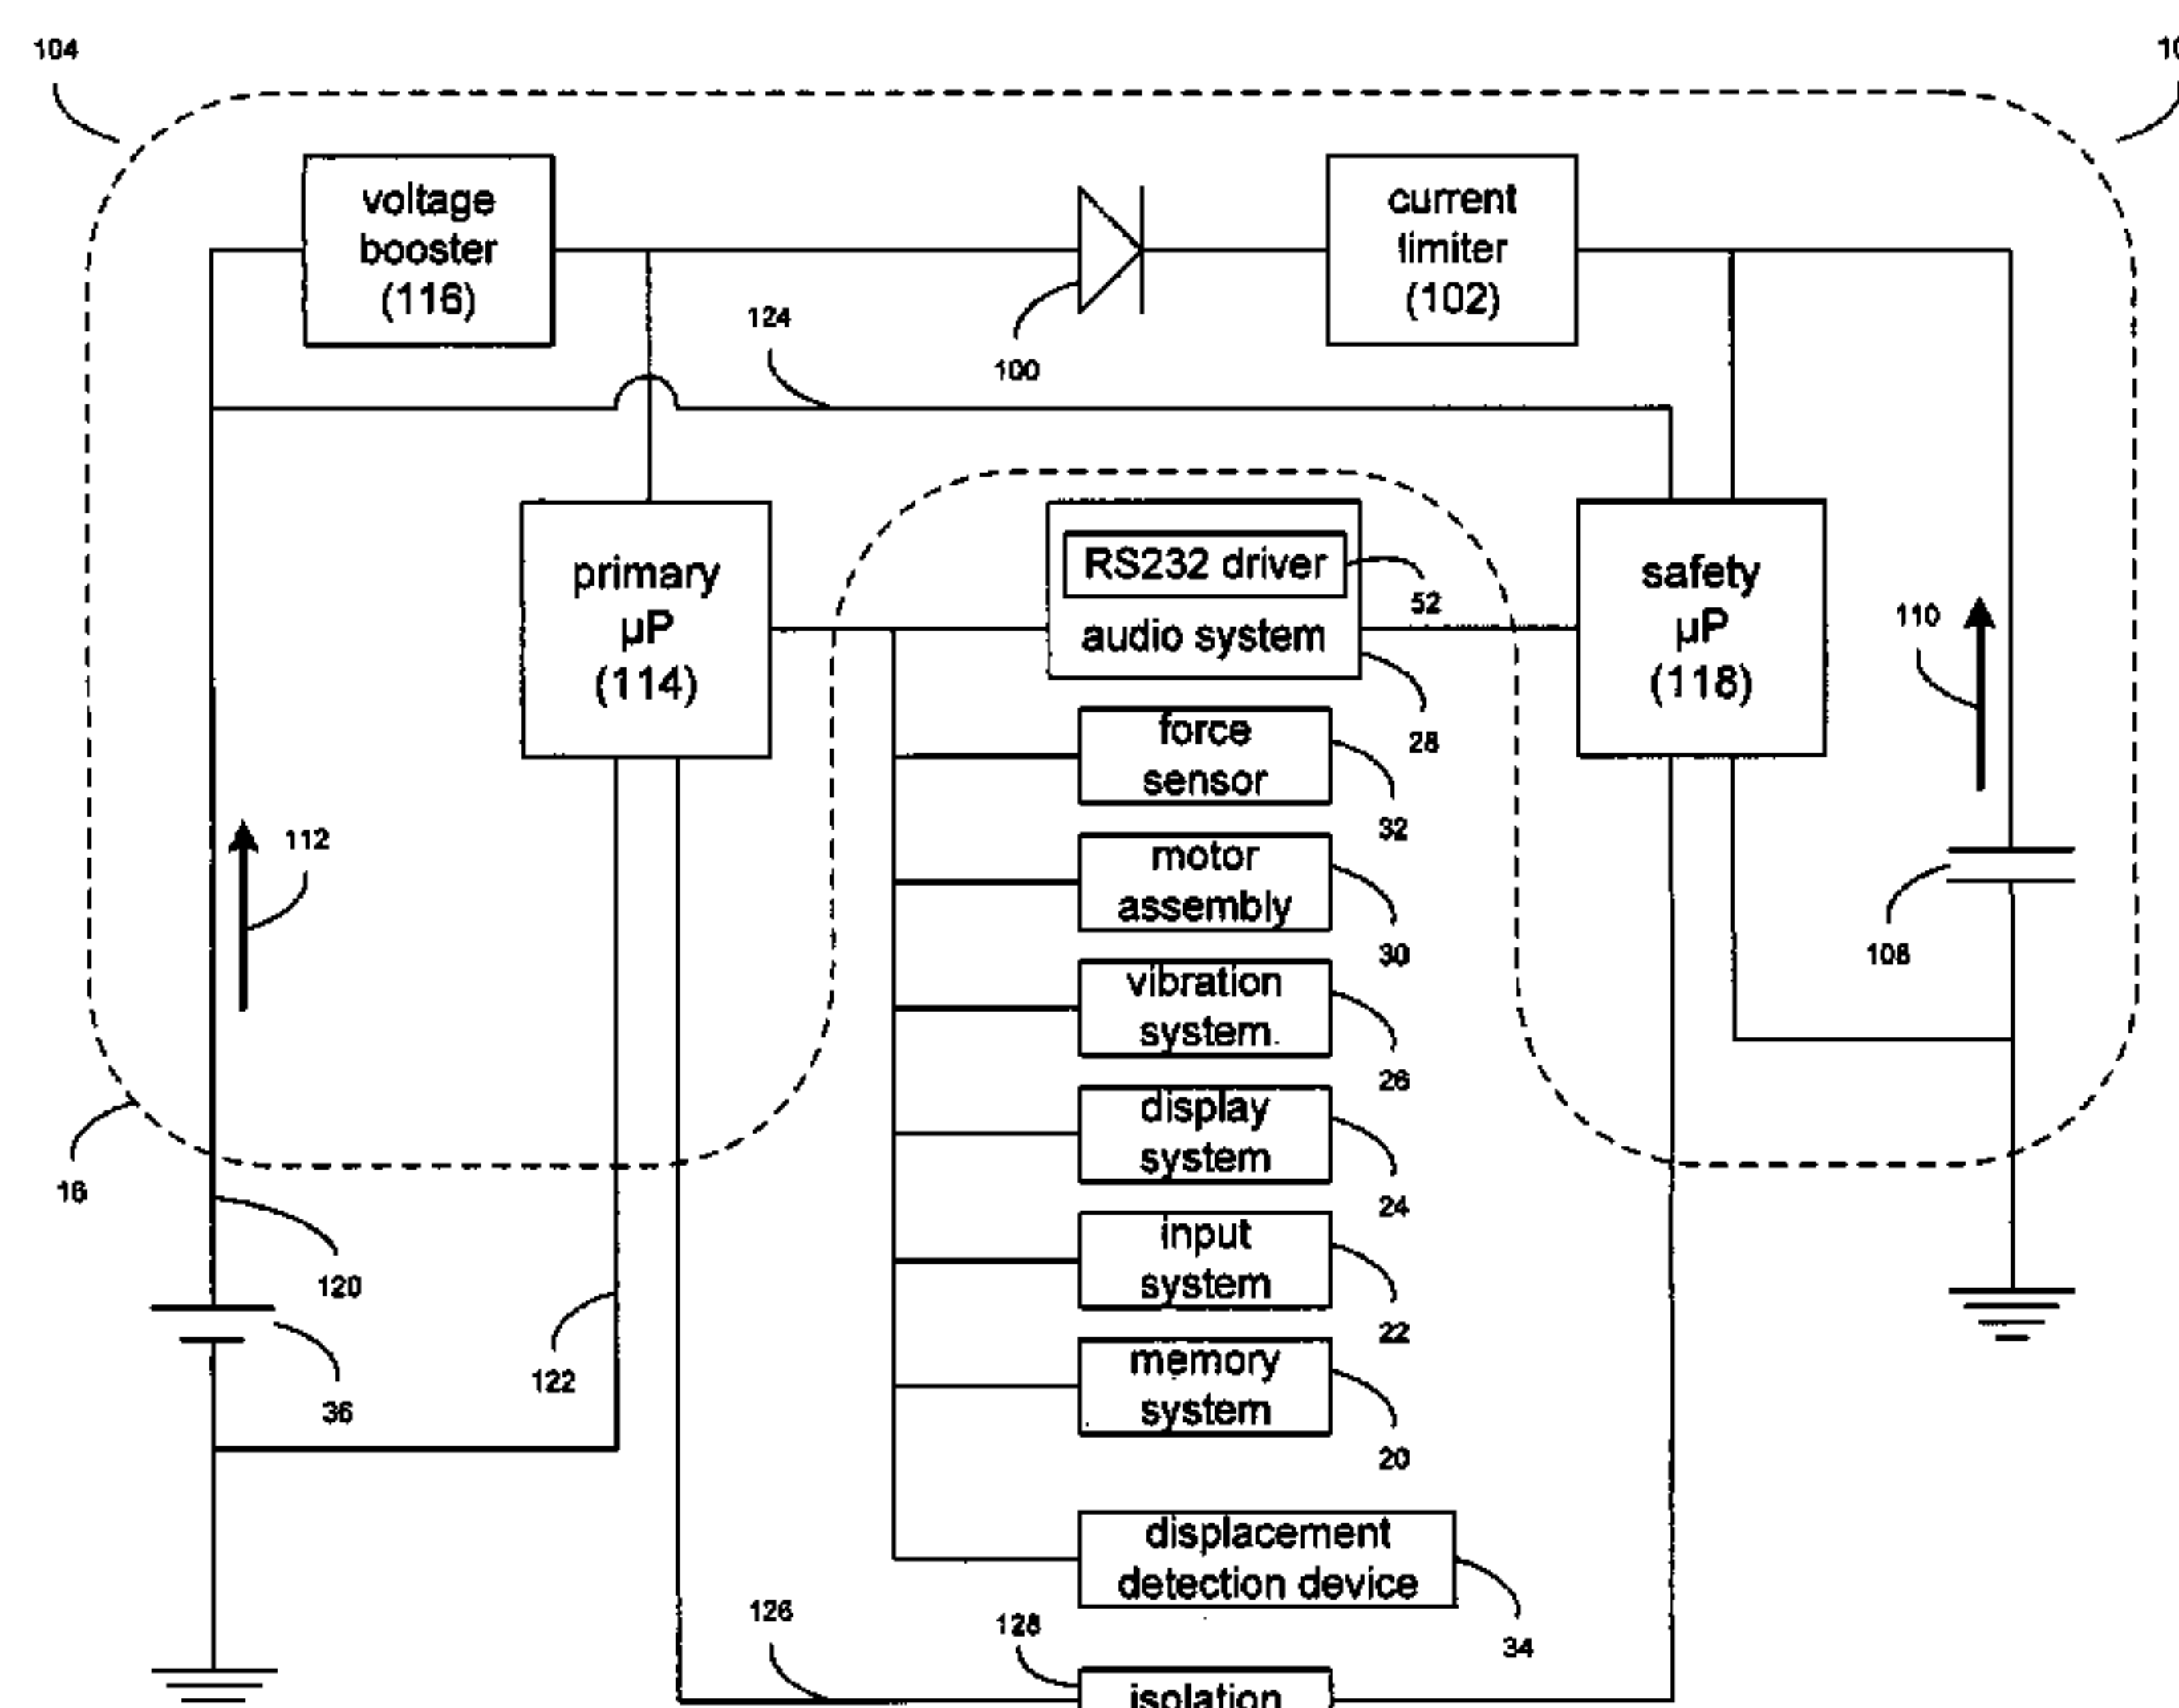 104
voltage
booster
(116)
current
limiter
(102)
124
100
primary
µP
(114)
RS232 driver
52
audio system
28
safety
µP
(118)
110
force
sensor
32
112
motor
assembly
30
108
vibration
system
26
display
system
24
16
120
input
system
22
122
36
memory
system
20
displacement
detection device
34
126
128
isolation